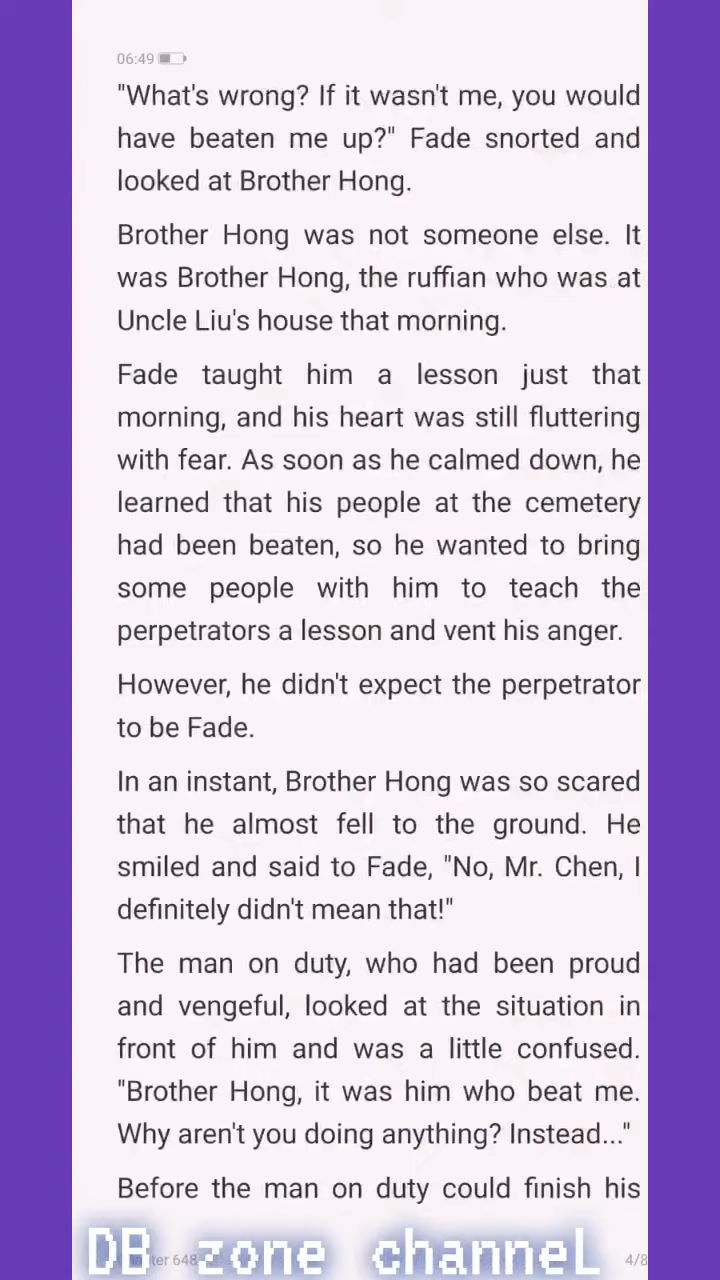 06:49
"What's wrong? If it wasn't me, you would
have beaten me up?" Fade snorted and
looked at Brother Hong.
Brother Hong was not someone else. It
was Brother Hong, the ruffian who was at
Uncle Liu's house that morning.
Fade taught him a lesson just that
morning, and his heart was still fluttering
with fear. As soon as he calmed down, he
learned that his people at the cemetery
had been beaten, so he wanted to bring
some people with him to teach the
perpetrators a lesson and vent his anger.
However, he didn't expect the perpetrator
to be Fade.
In an instant, Brother Hong was so scared
that he almost fell to the ground. He
smiled and said to Fade, "No, Mr. Chen, I
definitely didn't mean that!"
The man on duty, who had been proud
and vengeful, looked at the situation in
front of him and was a little confused.
"Brother Hong, it was him who beat me.
Why aren't you doing anything? Instead..."
Before the man on duty could finish his
DB zone channeL
648
4/8